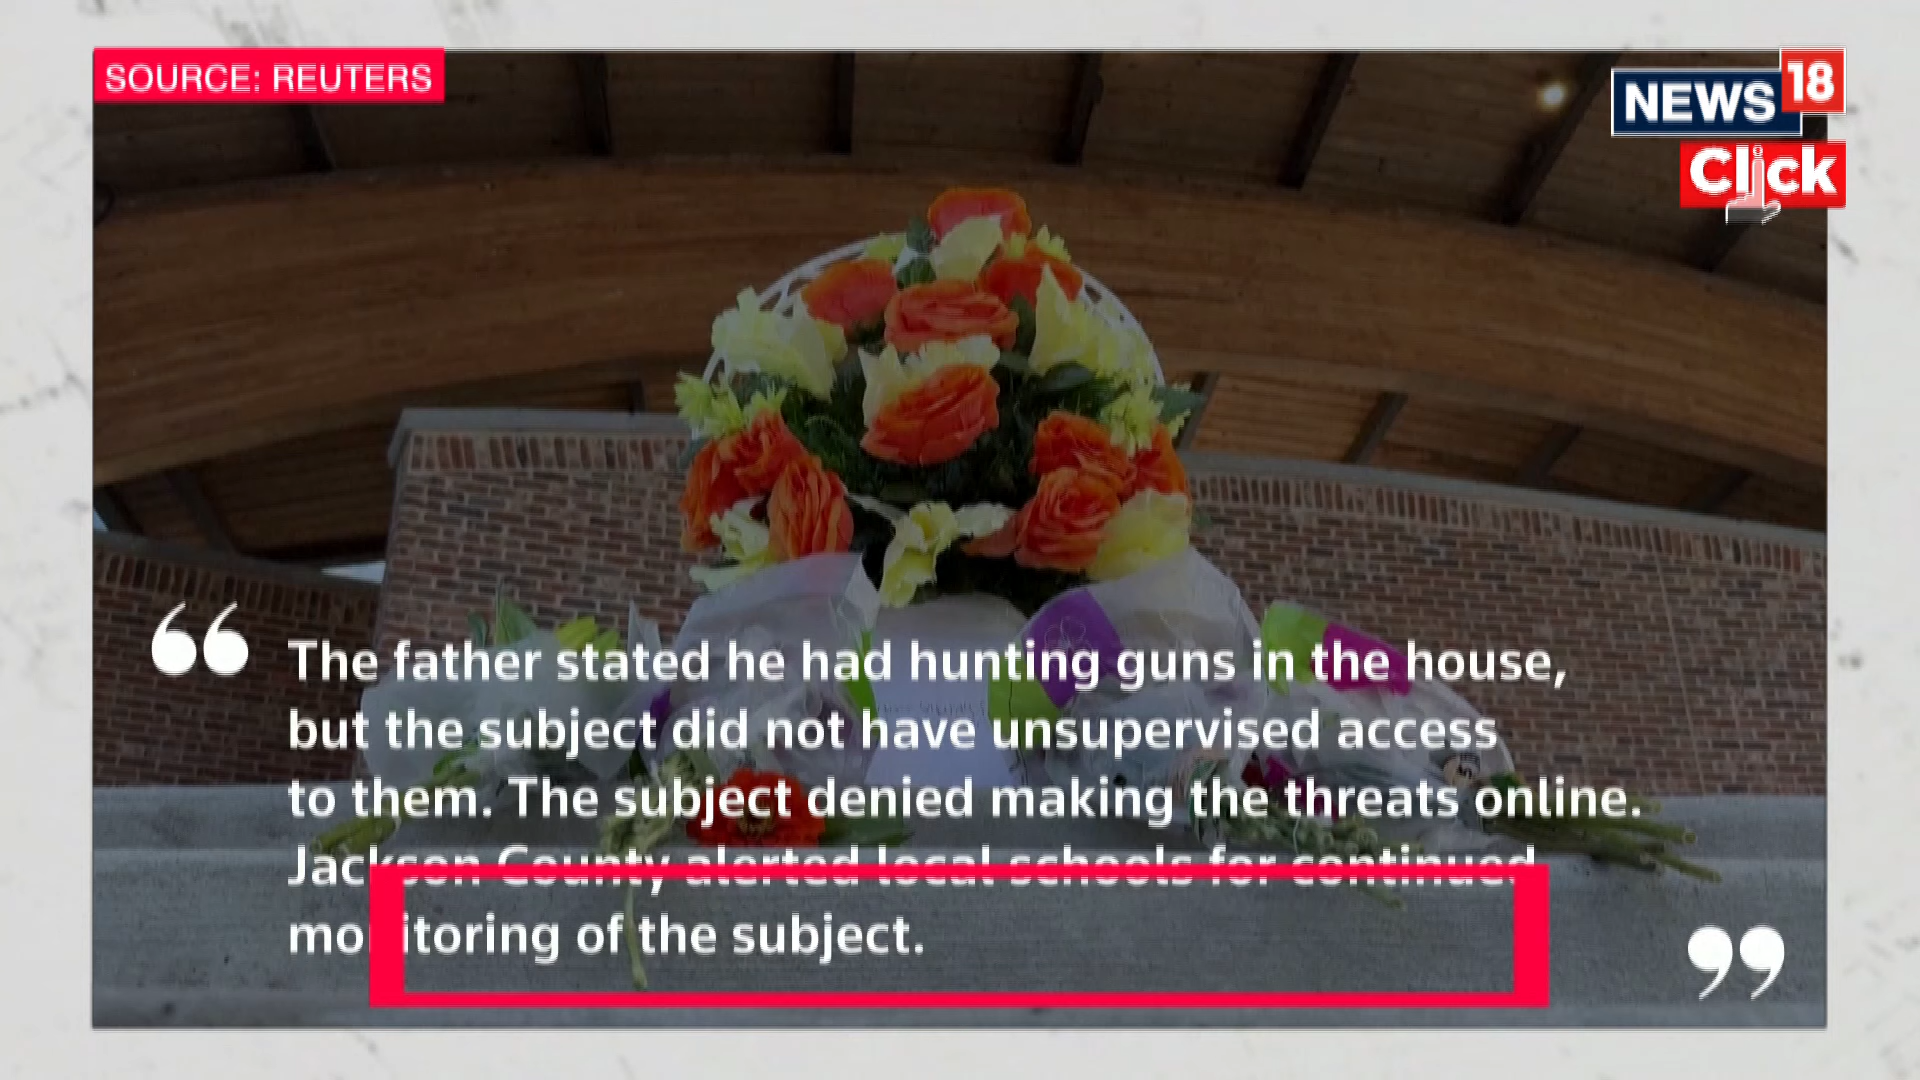 SOURCE: REUTERS
NEWS 18
Click
“ The father stated he had hunting guns in the house,
but the subject did not have unsupervised access
to them. The subject denied making the threats online.
Jackson County alerted local schools for continued
monitoring of the subject. ”